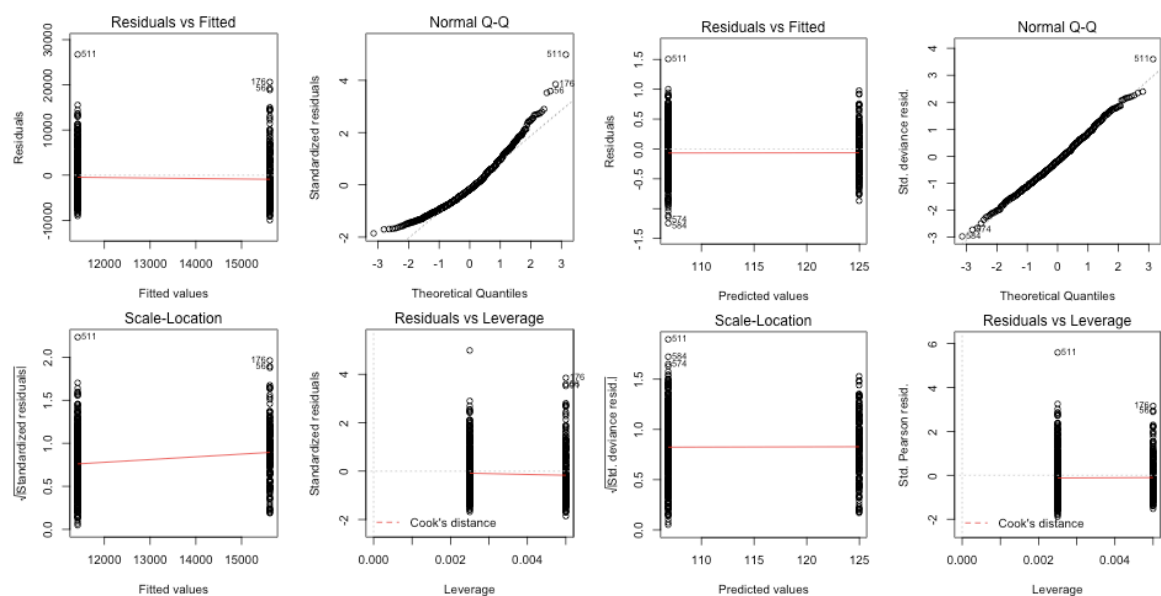 Residuals vs Fitted
30000
20000
10000
0
-10000
Residuals
511
176
56
12000 13000 14000 15000
Fitted values
Normal Q-Q
4
2
0
-2
Standardized residuals
511
176
56
-3 -2 -1 0 1 2 3
Theoretical Quantiles
Residuals vs Fitted
1.5
1.0
0.5
0.0
-0.5
-1.5
Residuals
511
574
584
110 115 120 125
Predicted values
Normal Q-Q
4
3
2
1
0
-1
-2
-3
Std. deviance resid.
511
584
-3 -2 -1 0 1 2 3
Theoretical Quantiles
Scale-Location
2.0
1.5
1.0
0.5
0.0
√|Standardized residuals|
511
176
56
12000 13000 14000 15000
Fitted values
Residuals vs Leverage
4
2
0
-2
Standardized residuals
176
Cook's distance
0.000 0.002 0.004
Leverage
Scale-Location
1.5
1.0
0.5
0.0
√|Std. deviance resid.|
511
584
574
110 115 120 125
Predicted values
Residuals vs Leverage
6
4
2
0
-2
Std. Pearson resid.
511
176
56
Cook's distance
0.000 0.002 0.004
Leverage